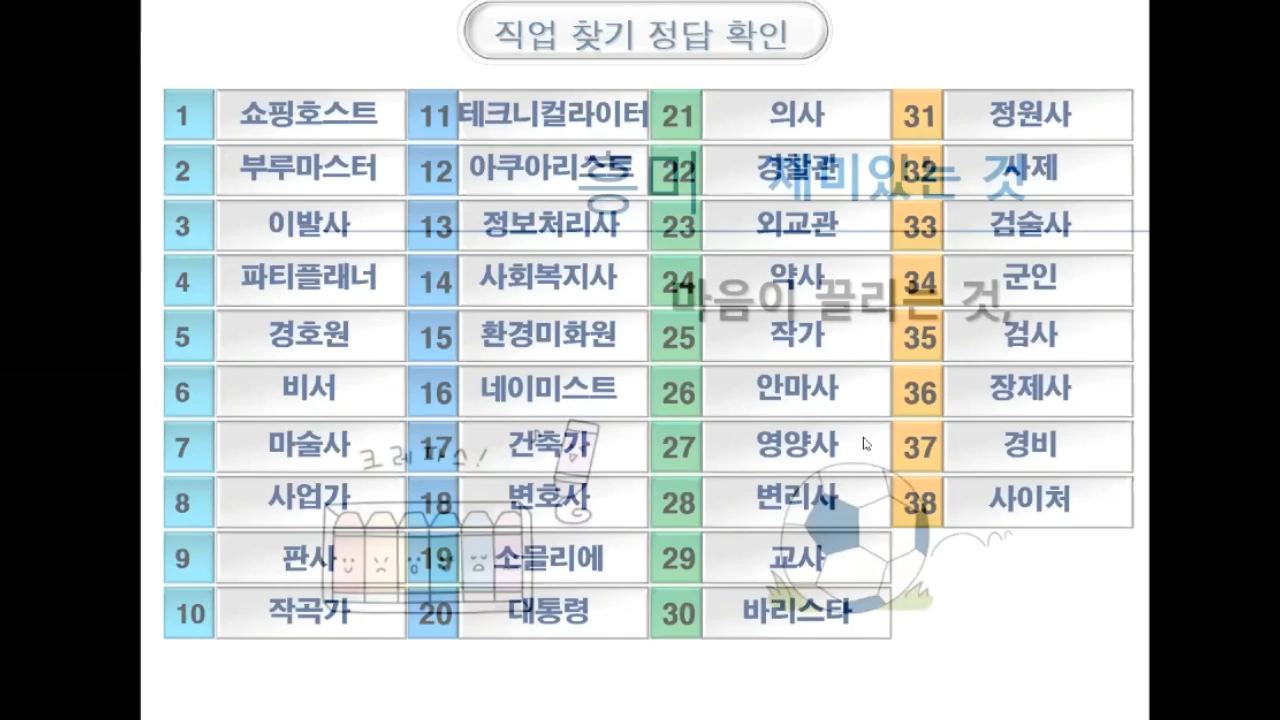 직업 찾기 정답 확인
1 쇼핑호스트 11 테크니컬라이터 21 의사 31 정원사
2 부루마스터 12 아쿠아리스트 22 경찰관 32 사제
흥미 재미있는 것
3 이발사 13 정보처리사 23 외교관 33 검술사
4 파티플래너 14 사회복지사 24 약사 34 군인
마음이 끌리는 것,
5 경호원 15 환경미화원 25 작가 35 검사
6 비서 16 네이미스트 26 안마사 36 장제사
7 마술사 17 건축가 27 영양사 37 경비
크레파스!
8 사업가 18 변호사 28 변리사 38 사이처
9 판사 19 소믈리에 29 교사
10 작곡가 20 대통령 30 바리스타